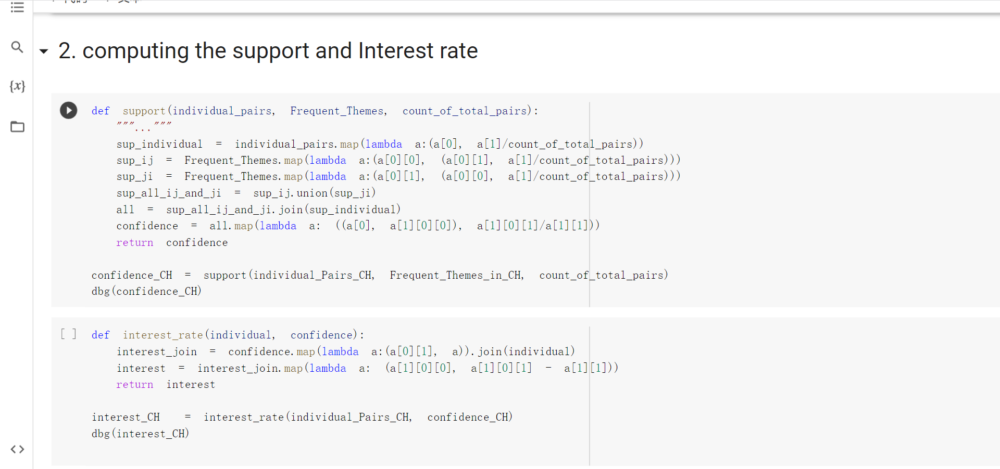 2. computing the support and Interest rate
{x}
def support(individual_pairs, Frequent_Themes, count_of_total_pairs):
"""..."""
sup_individual = individual_pairs.map(lambda a:(a[0], a[1]/count_of_total_pairs))
sup_ij = Frequent_Themes.map(lambda a:(a[0][0], (a[0][1], a[1]/count_of_total_pairs)))
sup_ji = Frequent_Themes.map(lambda a:(a[0][1], (a[0][0], a[1]/count_of_total_pairs)))
sup_all_ij_and_ji = sup_ij.union(sup_ji)
all = sup_all_ij_and_ji.join(sup_individual)
confidence = all.map(lambda a: ((a[0], a[1][0][0]), a[1][0][1]/a[1][1]))
return confidence
confidence_CH = support(individual_Pairs_CH, Frequent_Themes_in_CH, count_of_total_pairs)
dbg(confidence_CH)
[ ] def interest_rate(individual, confidence):
interest_join = confidence.map(lambda a:(a[0][1], a)).join(individual)
interest = interest_join.map(lambda a: (a[1][0][0], a[1][0][1] - a[1][1]))
return interest
interest_CH = interest_rate(individual_Pairs_CH, confidence_CH)
dbg(interest_CH)